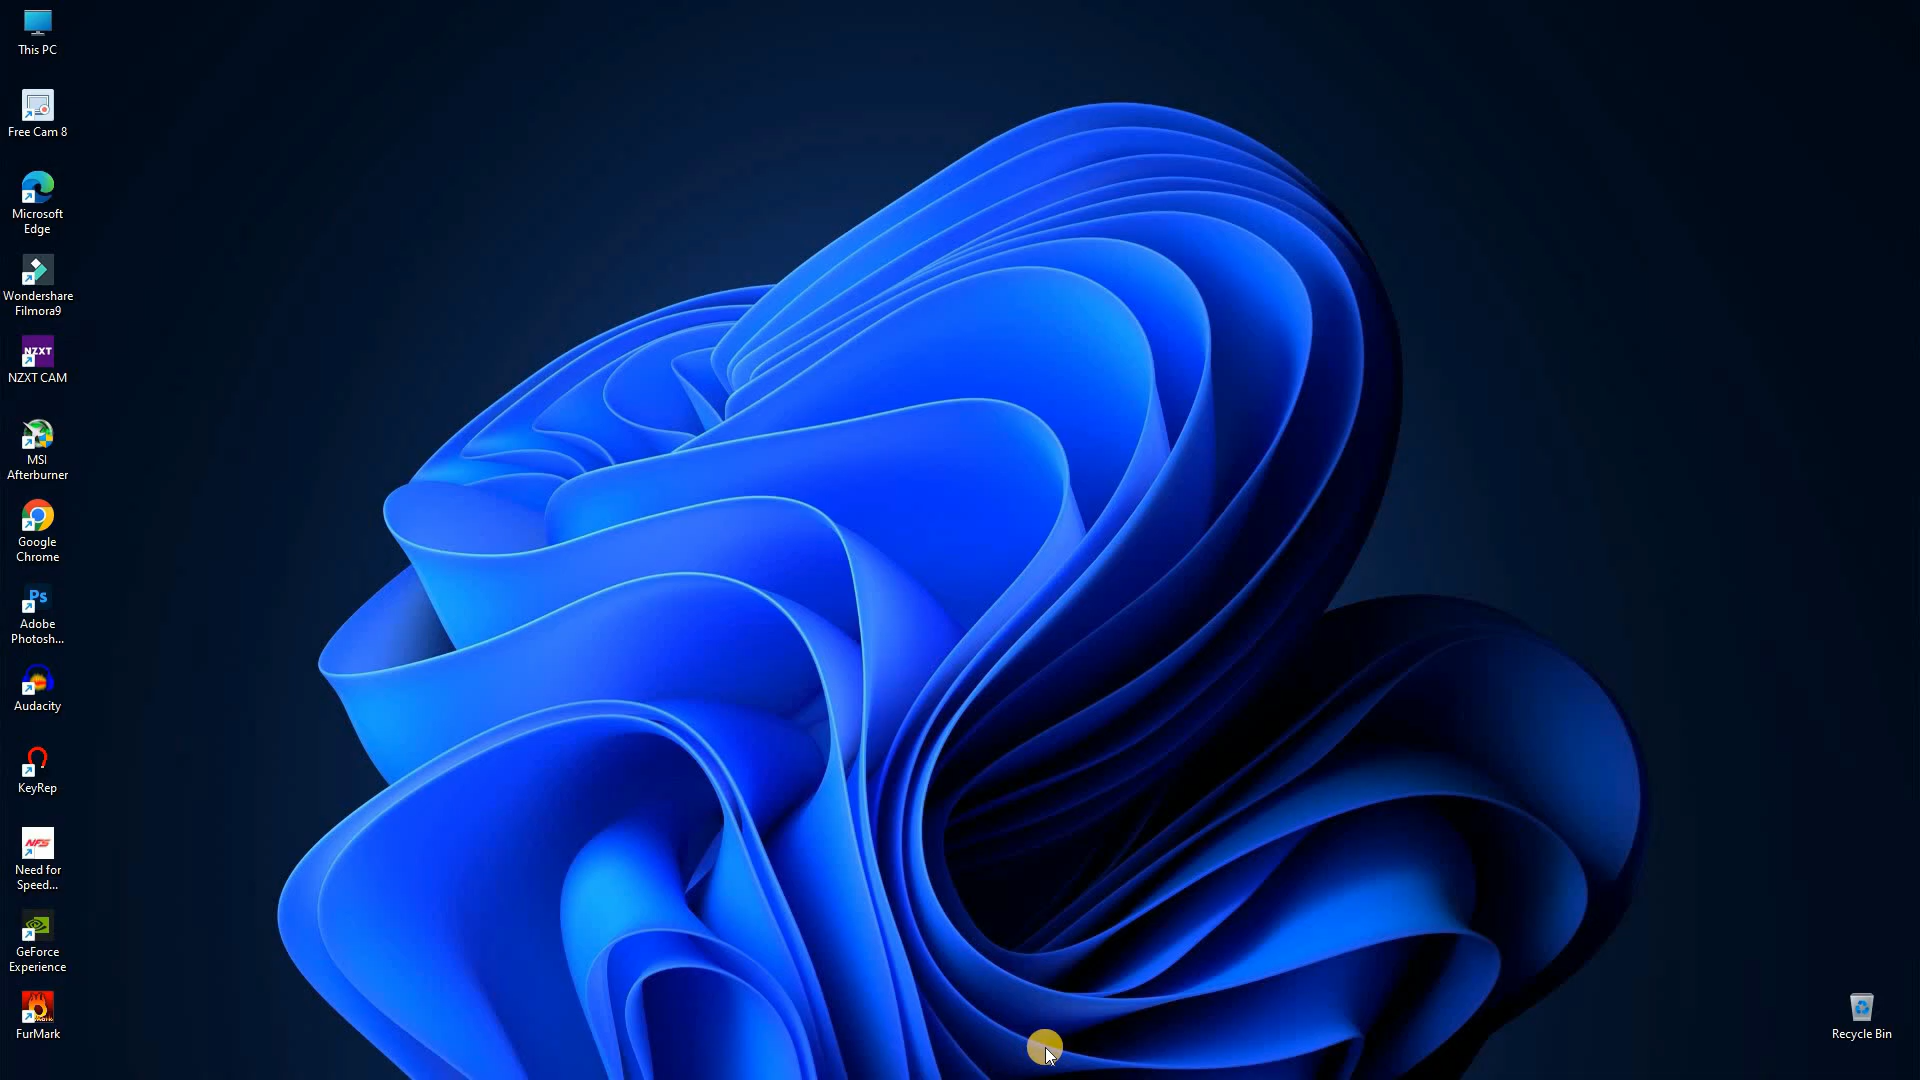 This PC
Free Cam 8
Microsoft
Edge
Wondershare
Filmora9
NZXT
NZXT CAM
MSI
Afterburner
Google
Chrome
Ps
Adobe
Photosh...
Audacity
KeyRep
NFS
Need for
Speed...
GeForce
Experience
FurMark
Recycle Bin